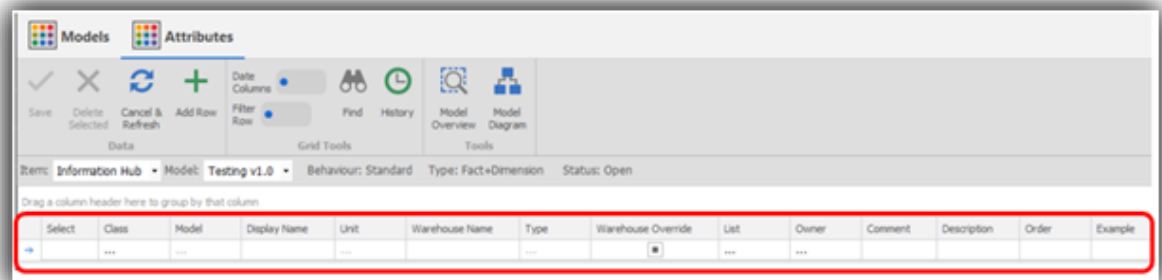 Models Attributes
Save Delete Selected Cancel & Refresh Add Row Date Columns Filter Row Find History Model Overview Model Diagram
Data Grid Tools Tools
Item: Information Hub Model: Testing v1.0 Behaviour: Standard Type: Fact+Dimension Status: Open
Drag a column header here to group by that column
Select Class Model Display Name Unit Warehouse Name Type Warehouse Override List Owner Comment Description Order Example
... ... ... ... ... ...